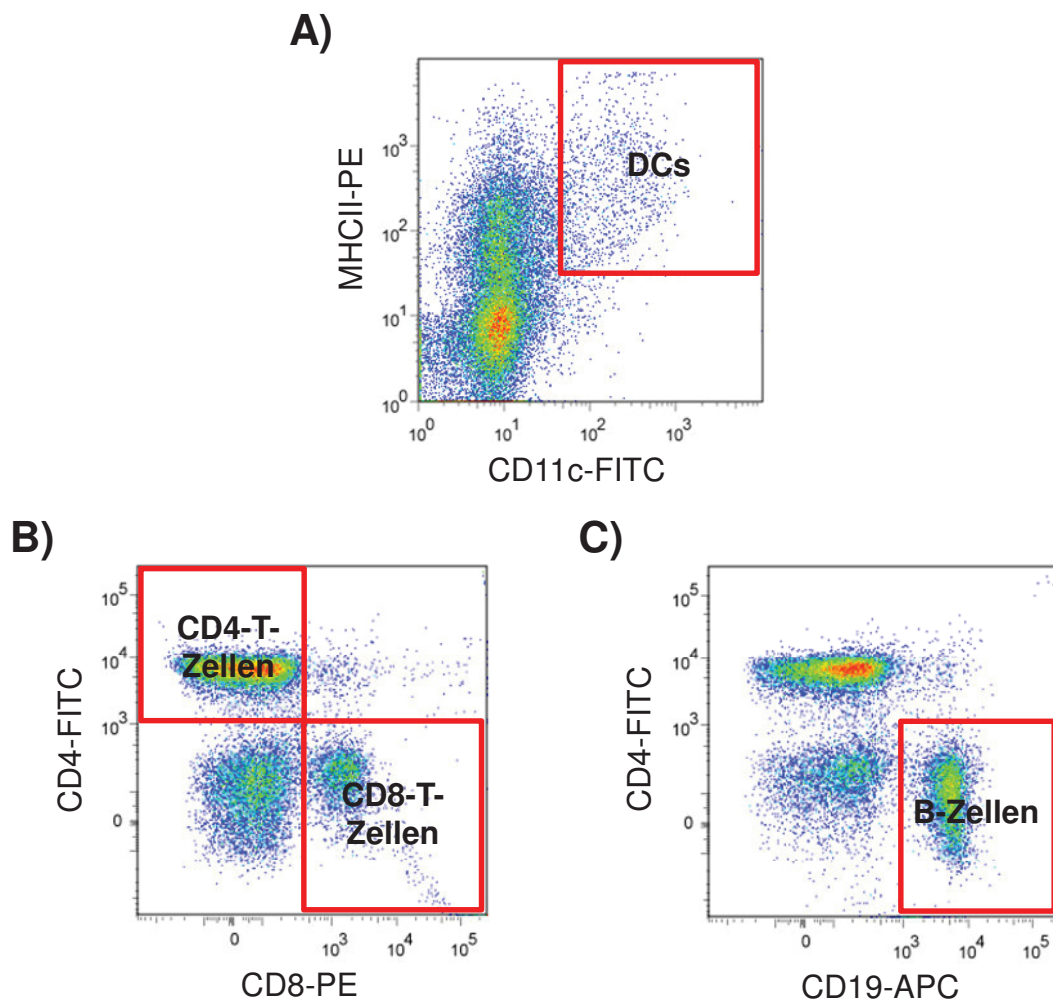 A)
MHCII-PE
10³
10²
10¹
10⁰
DCs
10⁰ 10¹ 10² 10³
CD11c-FITC
B)
CD4-FITC
10⁵
10⁴
10³
0
CD4-T-
Zellen
CD8-T-
Zellen
0 10³ 10⁴ 10⁵
CD8-PE
C)
CD4-FITC
10⁵
10⁴
10³
0
B-Zellen
0 10³ 10⁴ 10⁵
CD19-APC